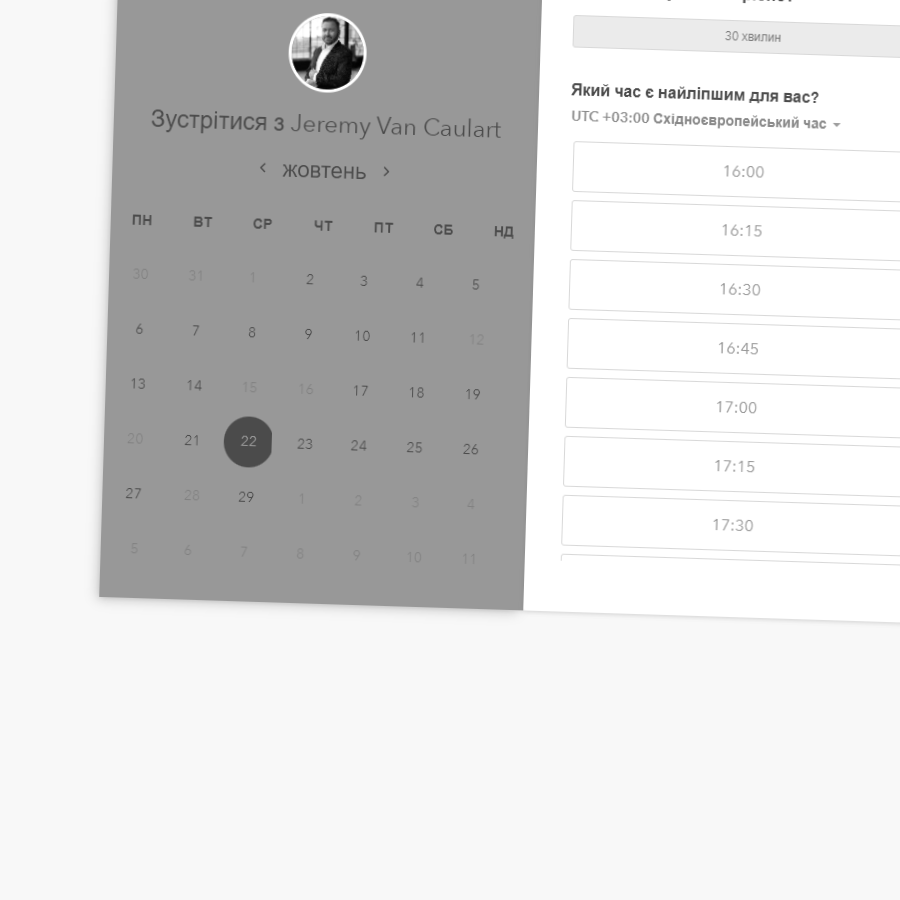 Зустрітися з Jeremy Van Caulart
жовтень
ПН ВТ СР ЧТ ПТ СБ НД
30 31 1 2 3 4 5
6 7 8 9 10 11 12
13 14 15 16 17 18 19
20 21 22 23 24 25 26
27 28 29 1 2 3 4
5 6 7 8 9 10 11
30 хвилин
Який час є найліпшим для вас?
UTC +03:00 Східноєвропейський час
16:00
16:15
16:30
16:45
17:00
17:15
17:30